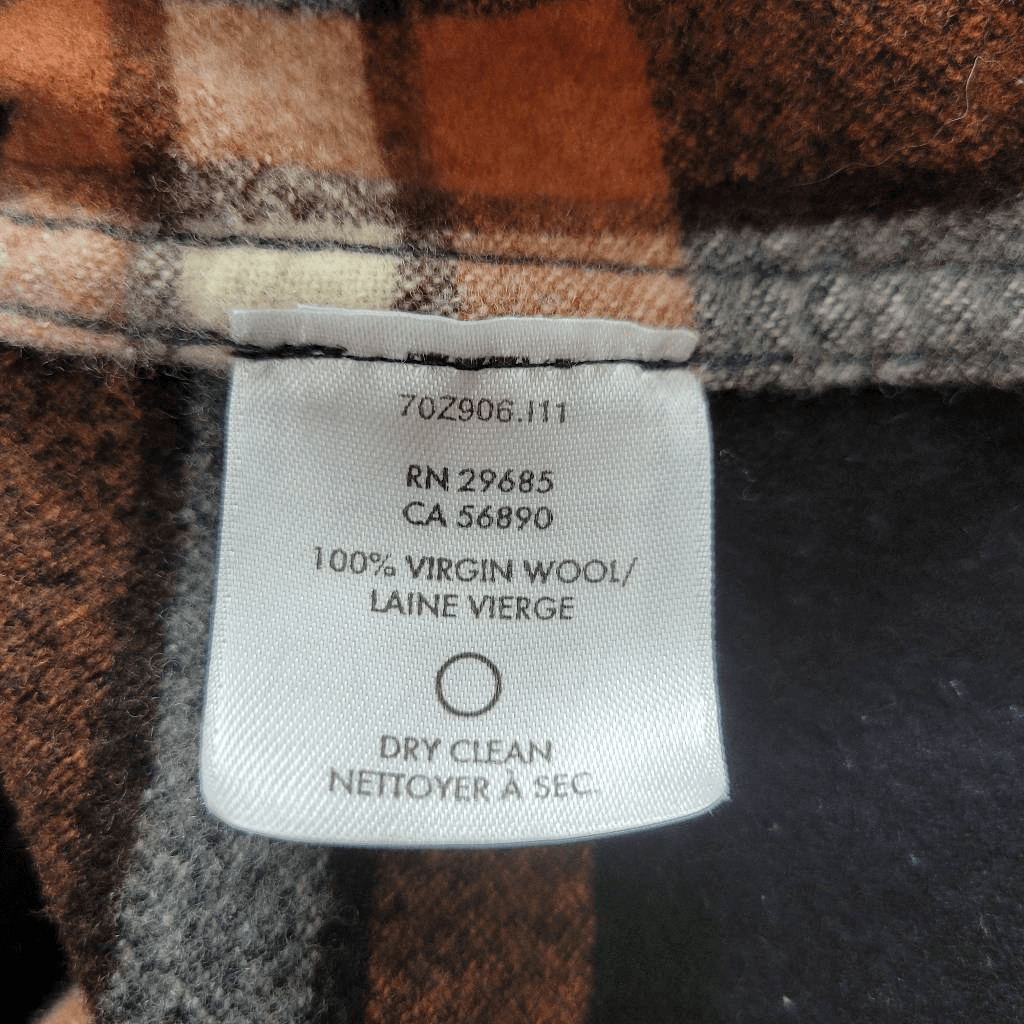 70Z906.I11
RN 29685
CA 56890
100% VIRGIN WOOL/
LAINE VIERGE
DRY CLEAN
NETTOYER À SEC.